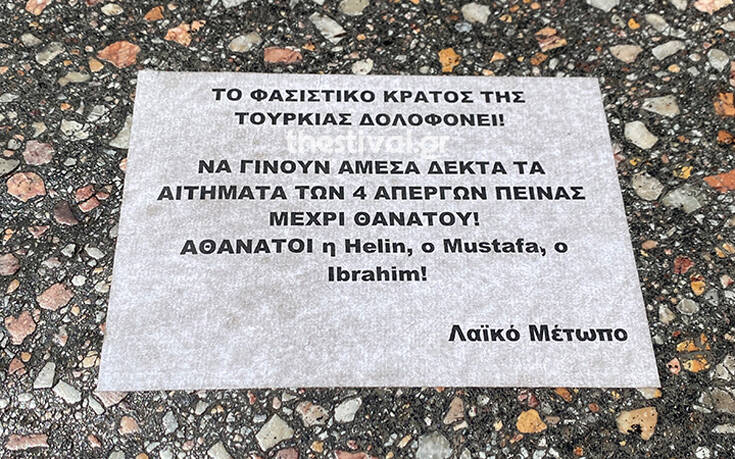 ΤΟ ΦΑΣΙΣΤΙΚΟ ΚΡΑΤΟΣ ΤΗΣ
ΤΟΥΡΚΙΑΣ ΔΟΛΟΦΟΝΕΙ!
thestival.gr
ΝΑ ΓΙΝΟΥΝ ΑΜΕΣΑ ΔΕΚΤΑ ΤΑ
ΑΙΤΗΜΑΤΑ ΤΩΝ 4 ΑΠΕΡΓΩΝ ΠΕΙΝΑΣ
ΜΕΧΡΙ ΘΑΝΑΤΟΥ!
ΑΘΑΝΑΤΟΙ η Helin, ο Mustafa, ο
Ibrahim!
Λαϊκό Μέτωπο